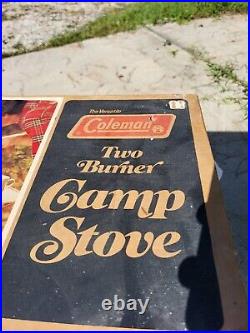 The Versatile
Coleman®
Two
Burner
Camp
Stove